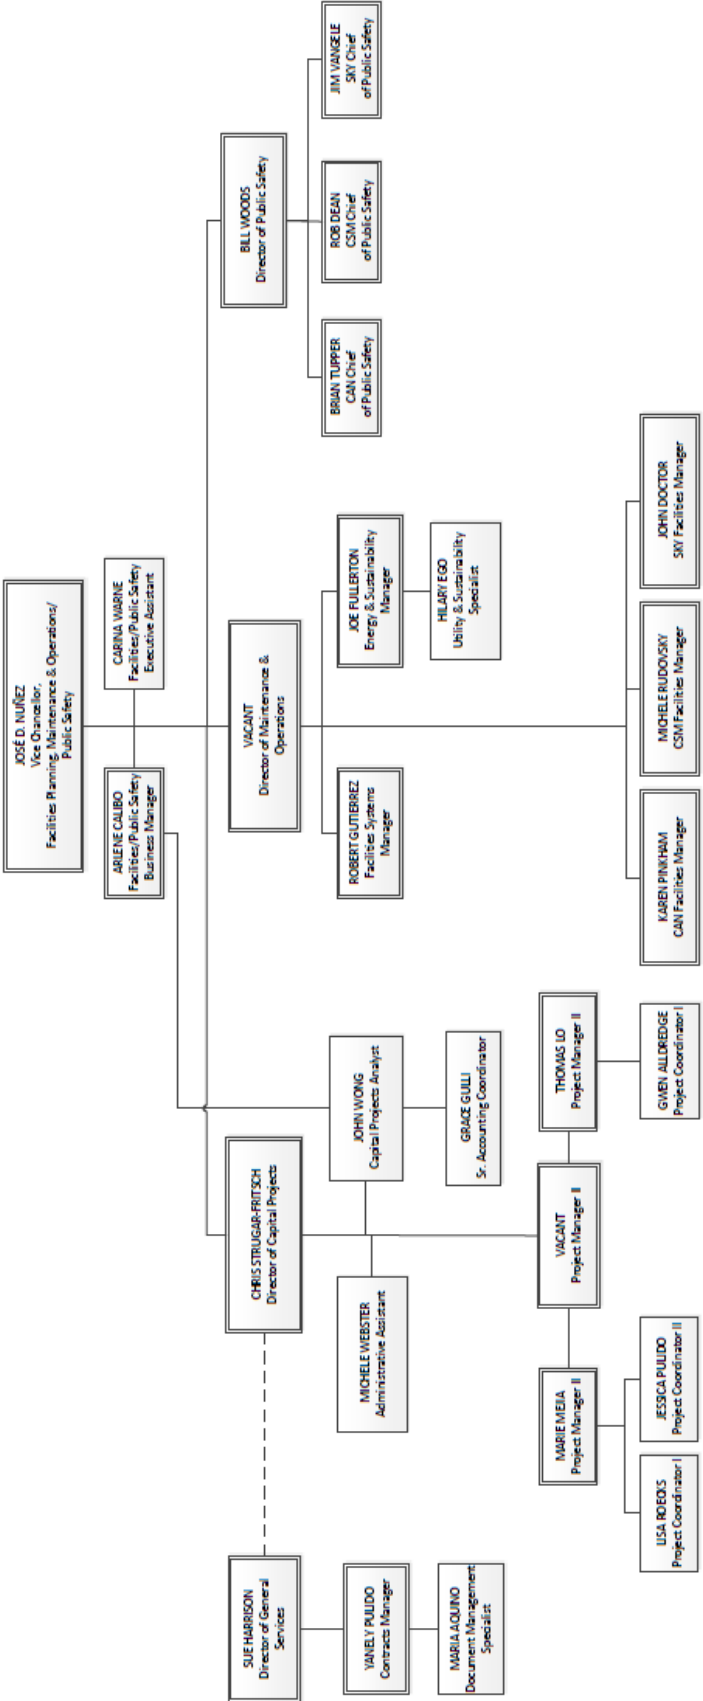 JOSÉ D. NUÑEZ
Vice Chancellor,
Facilities Planning, Maintenance & Operations/
Public Safety
ARLENE CALIBO
Facilities/Public Safety
Business Manager
CARINA WARNE
Facilities/Public Safety
Executive Assistant
SUE HARRISON
Director of General
Services
CHRIS STRUGAR-FRITSCH
Director of Capital Projects
VACANT
Director of Maintenance &
Operations
BILL WOODS
Director of Public Safety
YANELY PULIDO
Contracts Manager
MICHELE WEBSTER
Administrative Assistant
JOHN WONG
Capital Projects Analyst
ROBERT GUTIERREZ
Facilities Systems
Manager
JOE FULLERTON
Energy & Sustainability
Manager
BRIAN TUPPER
CAN Chief
of Public Safety
ROB DEAN
CSM Chief
of Public Safety
JIM VANGELE
SKY Chief
of Public Safety
MARIA AQUINO
Document Management
Specialist
GRACE GUILLI
Sr. Accounting Coordinator
HILARY EGO
Utility & Sustainability
Specialist
MARIE MEJIA
Project Manager II
VACANT
Project Manager II
THOMAS LO
Project Manager II
LISA ROECKS
Project Coordinator I
JESSICA PULIDO
Project Coordinator II
GWEN ALLDREDGE
Project Coordinator I
KAREN PINKHAM
CAN Facilities Manager
MICHELE RUDOVSKY
CSM Facilities Manager
JOHN DOCTOR
SKY Facilities Manager